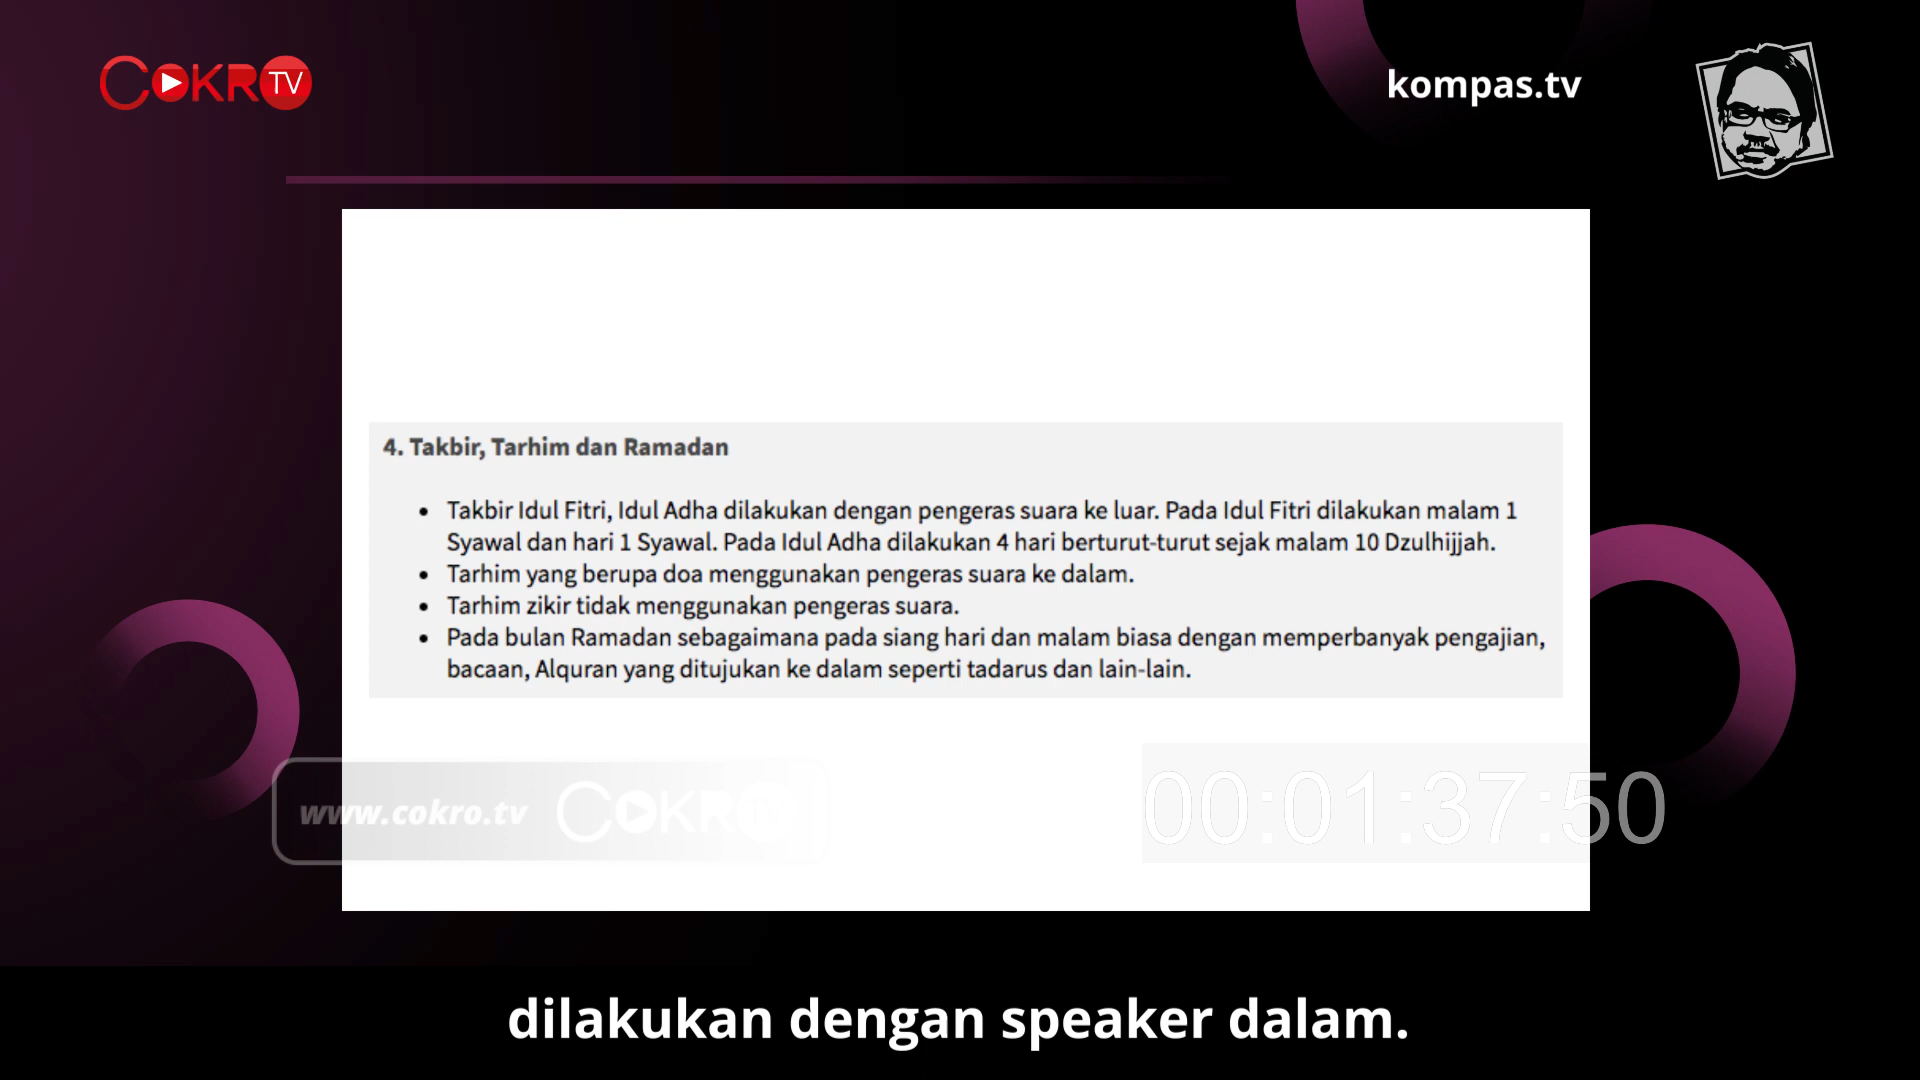 COKRO TV
kompas.tv
4. Takbir, Tarhim dan Ramadan
• Takbir Idul Fitri, Idul Adha dilakukan dengan pengeras suara ke luar. Pada Idul Fitri dilakukan malam 1
Syawal dan hari 1 Syawal. Pada Idul Adha dilakukan 4 hari berturut-turut sejak malam 10 Dzulhijjah.
• Tarhim yang berupa doa menggunakan pengeras suara ke dalam.
• Tarhim zikir tidak menggunakan pengeras suara.
• Pada bulan Ramadan sebagaimana pada siang hari dan malam biasa dengan memperbanyak pengajian,
bacaan, Alquran yang ditujukan ke dalam seperti tadarus dan lain-lain.
www.cokro.tv COKRO TV
00:01:37:50
dilakukan dengan speaker dalam.